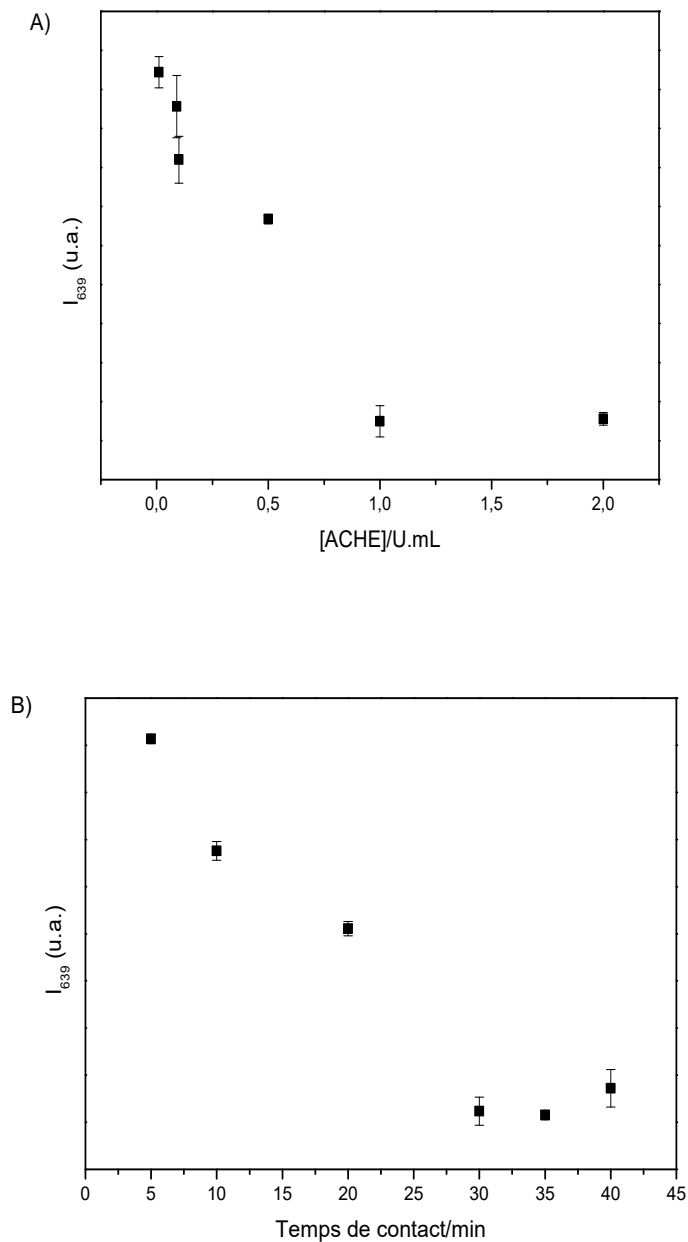 A)
I₆₃₉ (u.a.)
0,0 0,5 1,0 1,5 2,0
[ACHE]/U.mL
B)
I₆₃₉ (u.a.)
0 5 10 15 20 25 30 35 40 45
Temps de contact/min